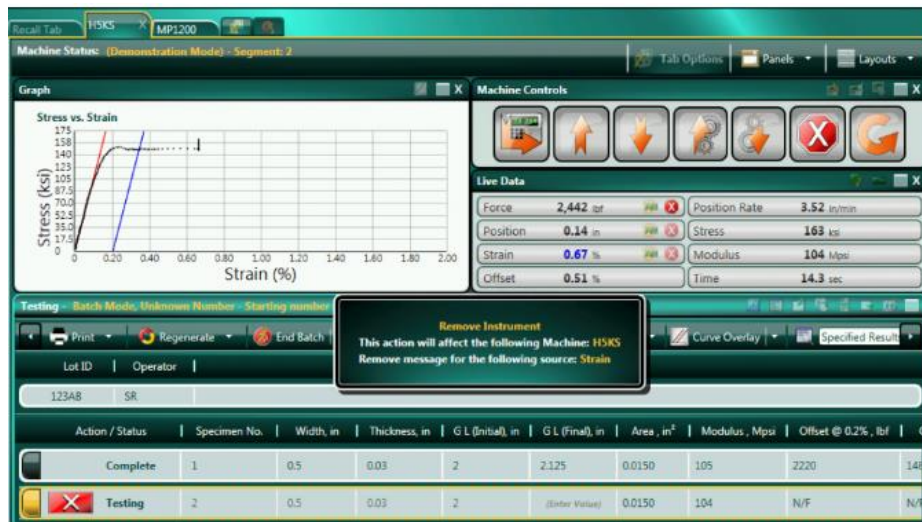 Recall Tab H5KS X MP1200
Machine Status: (Demonstration Mode) - Segment: 2 Tab Options Panels Layouts
Graph X Machine Controls X
Stress vs. Strain
Stress (ksi)
175
158
140
123
105
87.5
70.0
52.5
35.0
17.5
0
0 0.20 0.40 0.60 0.80 1.00 1.20 1.40 1.60 1.80 2.00
Strain (%)
Live Data X
Force 2,442 lbf Position Rate 3.52 in/min
Position 0.14 in Stress 163 ksi
Strain 0.67 % Modulus 104 Mpsi
Offset 0.51 % Time 14.3 sec
Testing - Batch Mode, Unknown Number - Starting number
Print Regenerate End Batch Curve Overlay Specified Result
Remove Instrument
This action will affect the following Machine: H5KS
Remove message for the following source: Strain
Lot ID Operator
123AB SR
Action / Status Specimen No. Width, in Thickness, in G L (Initial), in G L (Final), in Area , in² Modulus , Mpsi Offset @ 0.2% , lbf
Complete 1 0.5 0.03 2 2.125 0.0150 105 2220 148
X Testing 2 0.5 0.03 2 (Enter Value) 0.0150 104 N/F N/F